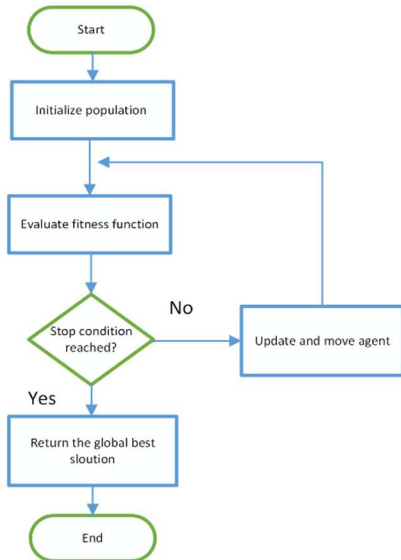 Start
Initialize population
Evaluate fitness function
Stop condition
reached?
No
Update and move agent
Yes
Return the global best
sloution
End